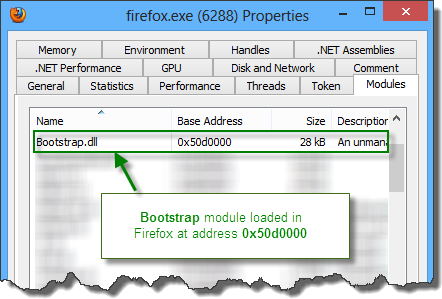 firefox.exe (6288) Properties
Memory Environment Handles .NET Assemblies
.NET Performance GPU Disk and Network Comment
General Statistics Performance Threads Token Modules
Name Base Address Size Description
Bootstrap.dll 0x50d0000 28 kB An unmana
Bootstrap module loaded in
Firefox at address 0x50d0000